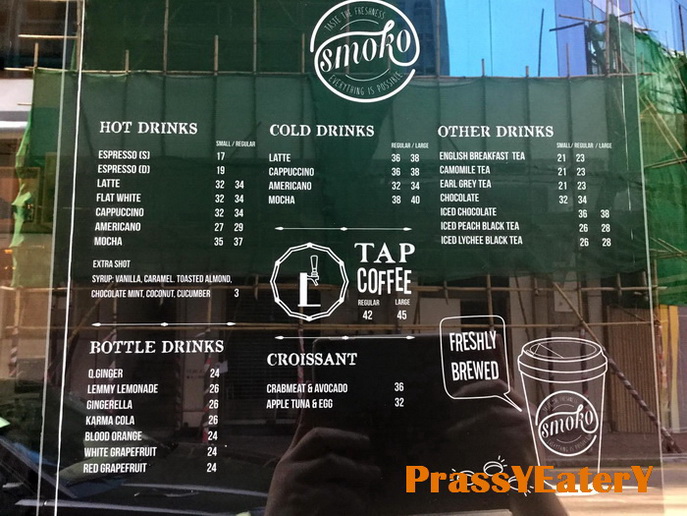 TASTE THE FRESHNESS
smoko
EVERYTHING IS POSSIBLE
HOT DRINKS
SMALL / REGULAR
ESPRESSO (S) 17
ESPRESSO (D) 19
LATTE 32 34
FLAT WHITE 32 34
CAPPUCCINO 32 34
AMERICANO 27 29
MOCHA 35 37
EXTRA SHOT
SYRUP: VANILLA, CARAMEL. TOASTED ALMOND,
CHOCOLATE MINT, COCONUT, CUCUMBER 3
COLD DRINKS
REGULAR / LARGE
LATTE 36 38
CAPPUCCINO 36 38
AMERICANO 32 34
MOCHA 38 40
OTHER DRINKS
SMALL / REGULAR / LARGE
ENGLISH BREAKFAST TEA 21 23
CAMOMILE TEA 21 23
EARL GREY TEA 21 23
CHOCOLATE 32 34
ICED CHOCOLATE 36 38
ICED PEACH BLACK TEA 26 28
ICED LYCHEE BLACK TEA 26 28
L
TAP
COFFEE
REGULAR LARGE
42 45
BOTTLE DRINKS
Q.GINGER 24
LEMMY LEMONADE 26
GINGERELLA 26
KARMA COLA 26
BLOOD ORANGE 24
WHITE GRAPEFRUIT 24
RED GRAPEFRUIT 24
CROISSANT
CRABMEAT & AVOCADO 36
APPLE TUNA & EGG 32
FRESHLY
BREWED
smoko
PrassYEaterY